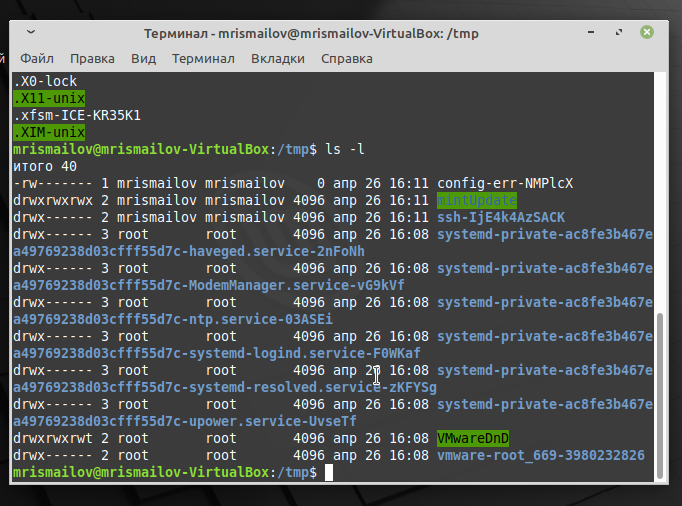 Терминал - mrismailov@mrismailov-VirtualBox: /tmp
й
Файл Правка Вид Терминал Вкладки Справка
.X0-lock
.X11-unix
.xfsm-ICE-KR35K1
.XIM-unix
mrismailov@mrismailov-VirtualBox:/tmp$ ls -l
итого 40
-rw------- 1 mrismailov mrismailov    0 апр 26 16:11 config-err-NMPlcX
drwxrwxrwx 2 mrismailov mrismailov 4096 апр 26 16:11 mintUpdate
drwx------ 2 mrismailov mrismailov 4096 апр 26 16:11 ssh-IjE4k4AzSACK
drwx------ 3 root       root       4096 апр 26 16:08 systemd-private-ac8fe3b467e
a49769238d03cfff55d7c-haveged.service-2nFoNh
drwx------ 3 root       root       4096 апр 26 16:08 systemd-private-ac8fe3b467e
a49769238d03cfff55d7c-ModemManager.service-vG9kVf
drwx------ 3 root       root       4096 апр 26 16:08 systemd-private-ac8fe3b467e
a49769238d03cfff55d7c-ntp.service-03ASEi
drwx------ 3 root       root       4096 апр 26 16:08 systemd-private-ac8fe3b467e
a49769238d03cfff55d7c-systemd-logind.service-F0WKaf
drwx------ 3 root       root       4096 апр 26 16:08 systemd-private-ac8fe3b467e
a49769238d03cfff55d7c-systemd-resolved.service-zKFYSg
drwx------ 3 root       root       4096 апр 26 16:08 systemd-private-ac8fe3b467e
a49769238d03cfff55d7c-upower.service-UvseTf
drwxrwxrwt 2 root       root       4096 апр 26 16:08 VMwareDnD
drwx------ 2 root       root       4096 апр 26 16:08 vmware-root_669-3980232826
mrismailov@mrismailov-VirtualBox:/tmp$